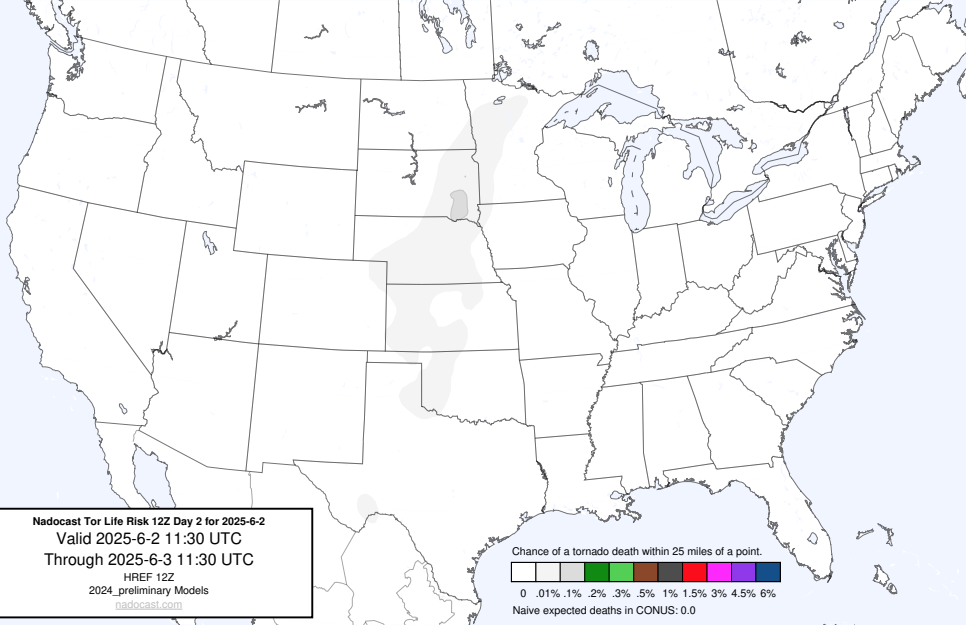 Nadocast Tor Life Risk 12Z Day 2 for 2025-6-2
Valid 2025-6-2 11:30 UTC
Through 2025-6-3 11:30 UTC
HREF 12Z
2024_preliminary Models
nadocast.com
Chance of a tornado death within 25 miles of a point.
0 .01% .1% .2% .3% .5% 1% 1.5% 3% 4.5% 6%
Naive expected deaths in CONUS: 0.0